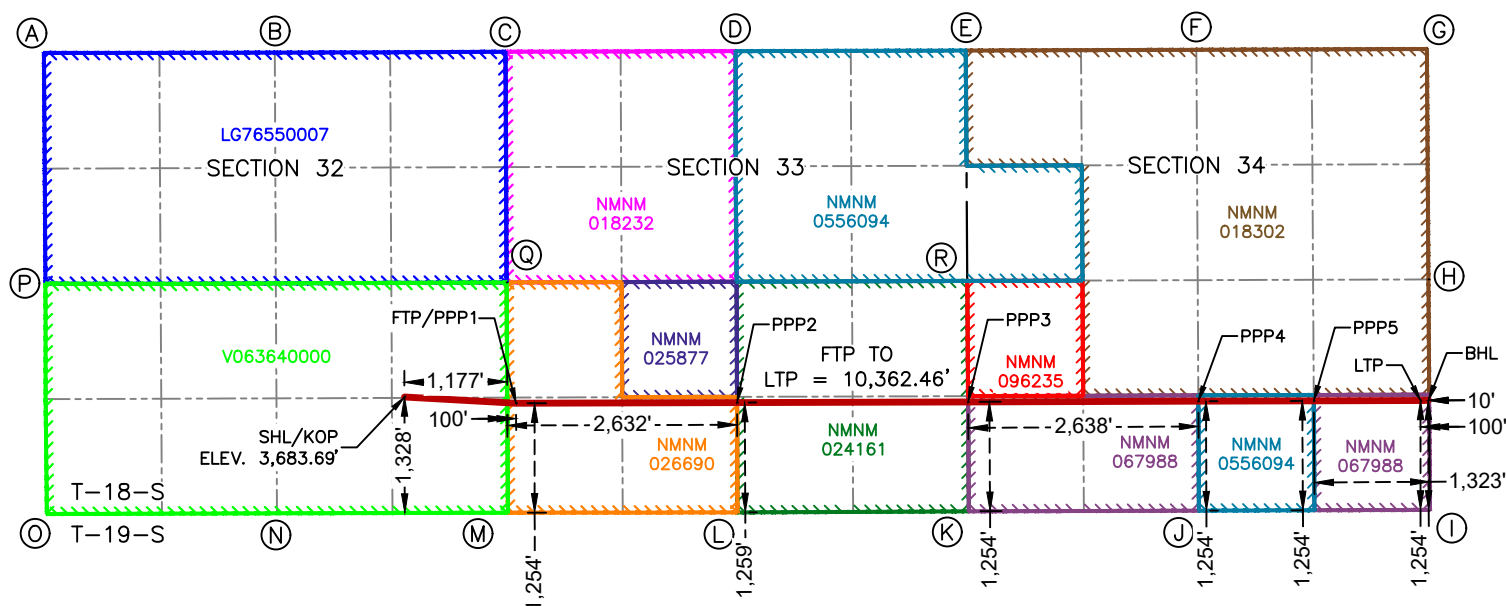 A
B
C
D
E
F
G
LG76550007
SECTION 32
SECTION 33
SECTION 34
NMNM
018232
NMNM
0556094
NMNM
018302
P
Q
R
H
FTP/PPP1
PPP2
PPP3
PPP4
PPP5
LTP
BHL
NMNM
025877
FTP TO
LTP = 10,362.46'
NMNM
096235
V063640000
1,177'
100'
2,632'
2,638'
10'
100'
SHL/KOP
ELEV. 3,683.69'
1,328'
NMNM
026690
NMNM
024161
NMNM
067988
NMNM
0556094
NMNM
067988
1,323'
T-18-S
T-19-S
O
N
M
L
K
J
I
1,254'
1,259'
1,254'
1,254'
1,254'
1,254'